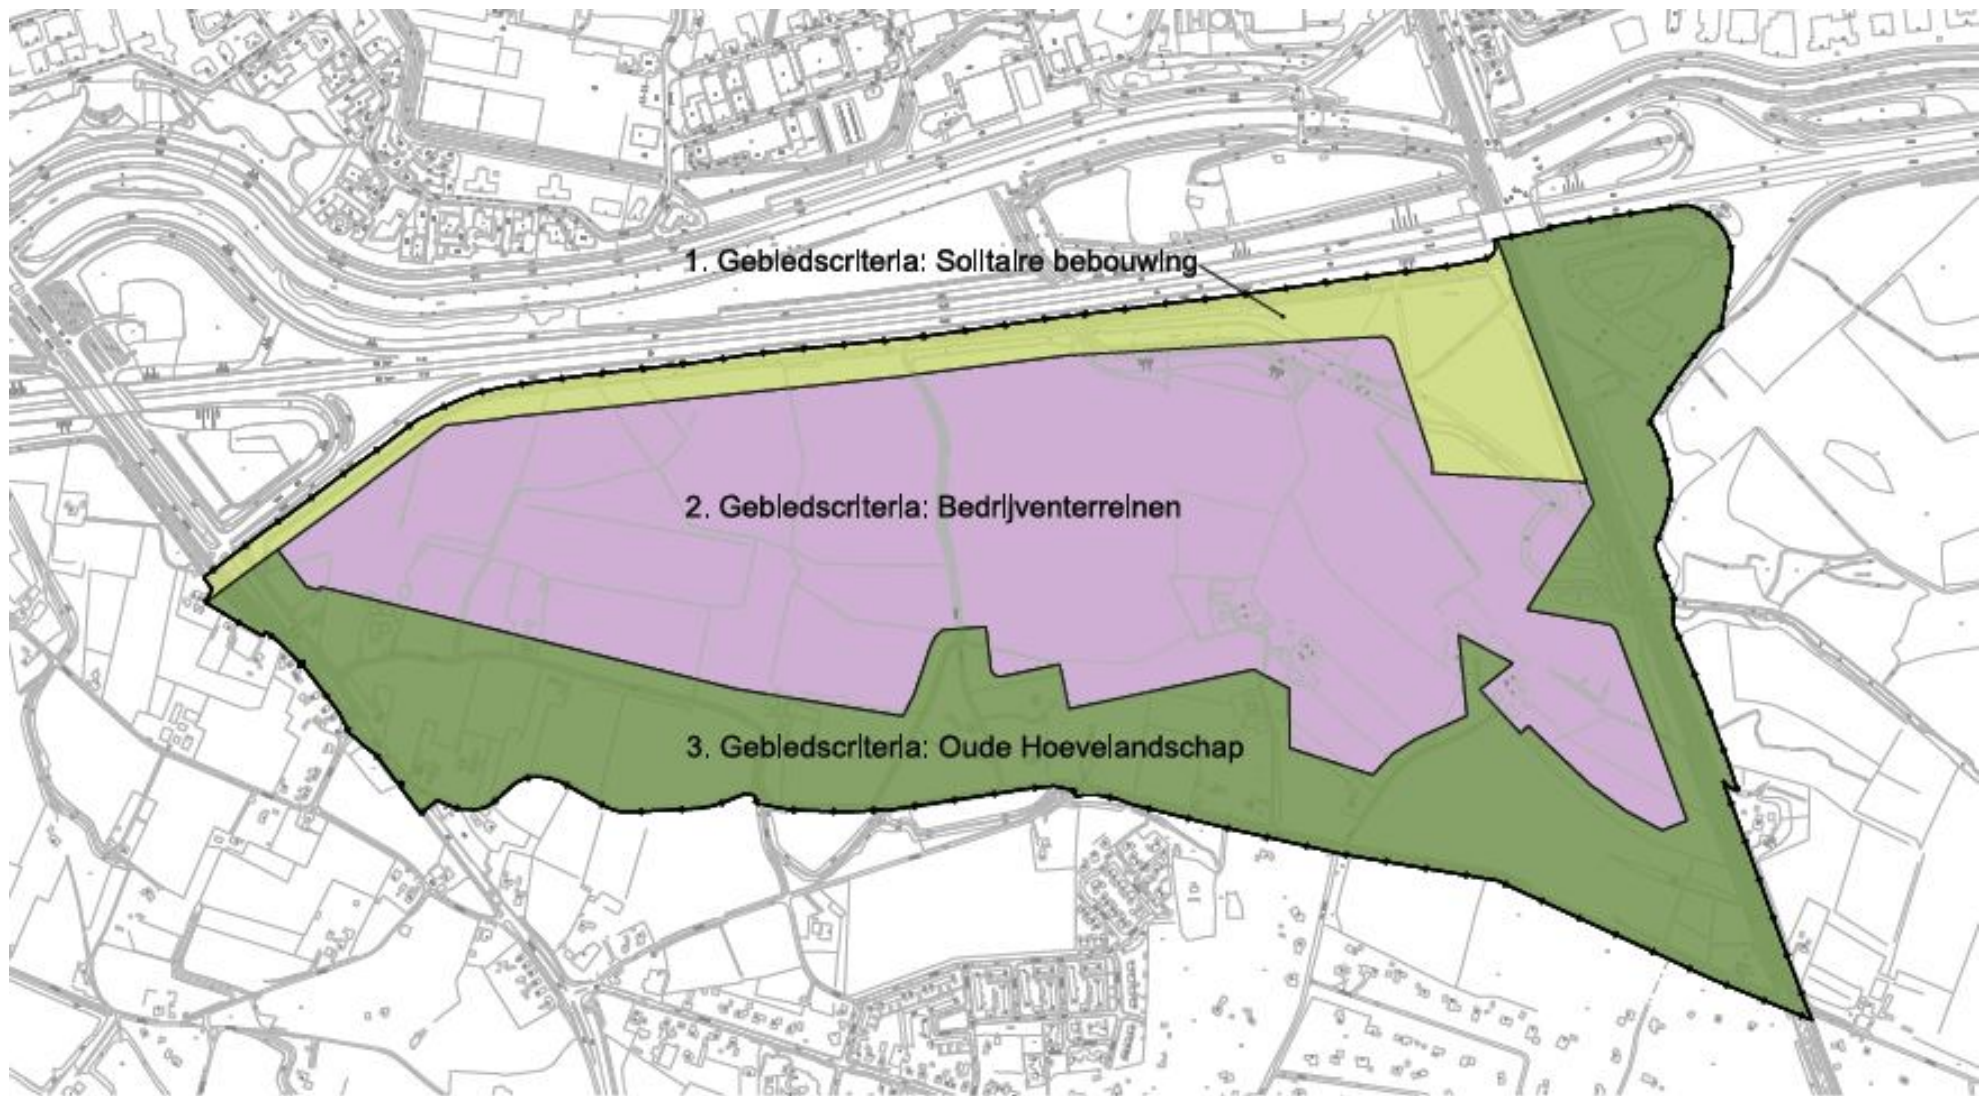 1. Gebiedscriteria: Solitaire bebouwing
2. Gebiedscriteria: Bedrijventerreinen
3. Gebiedscriteria: Oude Hoevelandschap